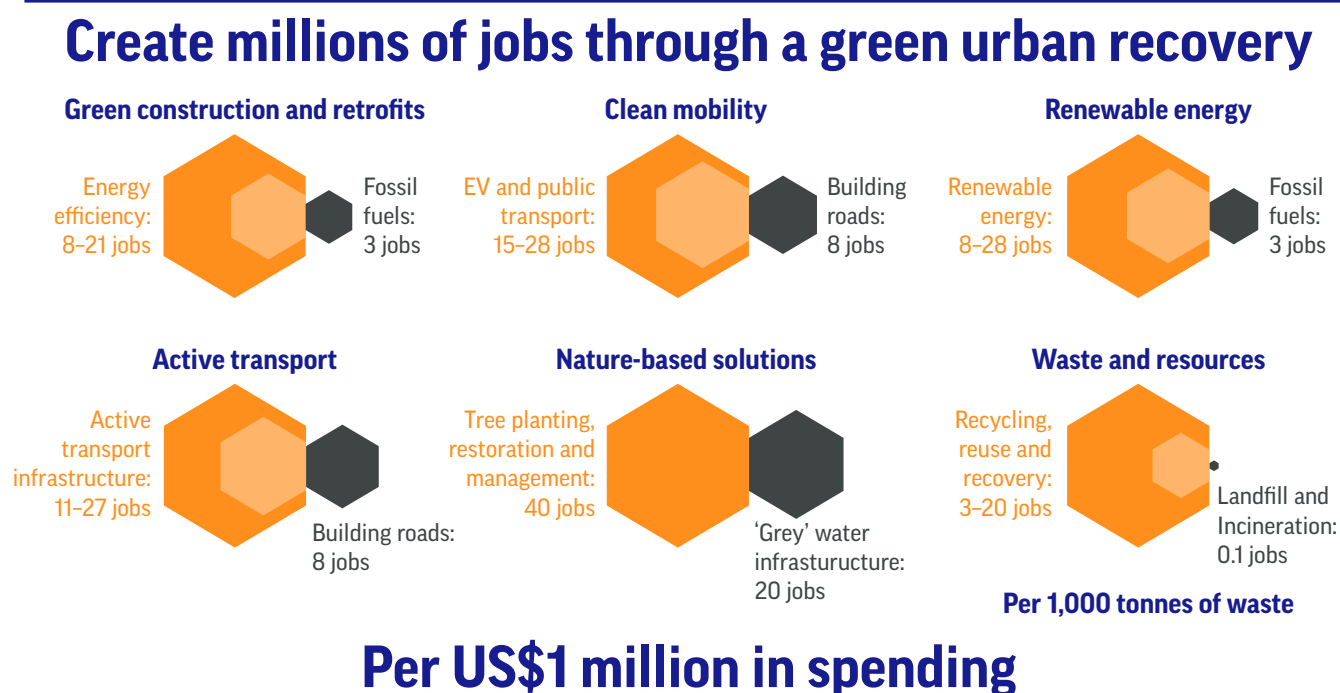 Create millions of jobs through a green urban recovery
Green construction and retrofits
Energy
efficiency:
8–21 jobs
Fossil
fuels:
3 jobs
Clean mobility
EV and public
transport:
15–28 jobs
Building
roads:
8 jobs
Renewable energy
Renewable
energy:
8–28 jobs
Fossil
fuels:
3 jobs
Active transport
Active
transport
infrastructure:
11–27 jobs
Building roads:
8 jobs
Nature-based solutions
Tree planting,
restoration and
management:
40 jobs
‘Grey’ water
infrasturucture:
20 jobs
Waste and resources
Recycling,
reuse and
recovery:
3–20 jobs
Landfill and
Incineration:
0.1 jobs
Per 1,000 tonnes of waste
Per US$1 million in spending